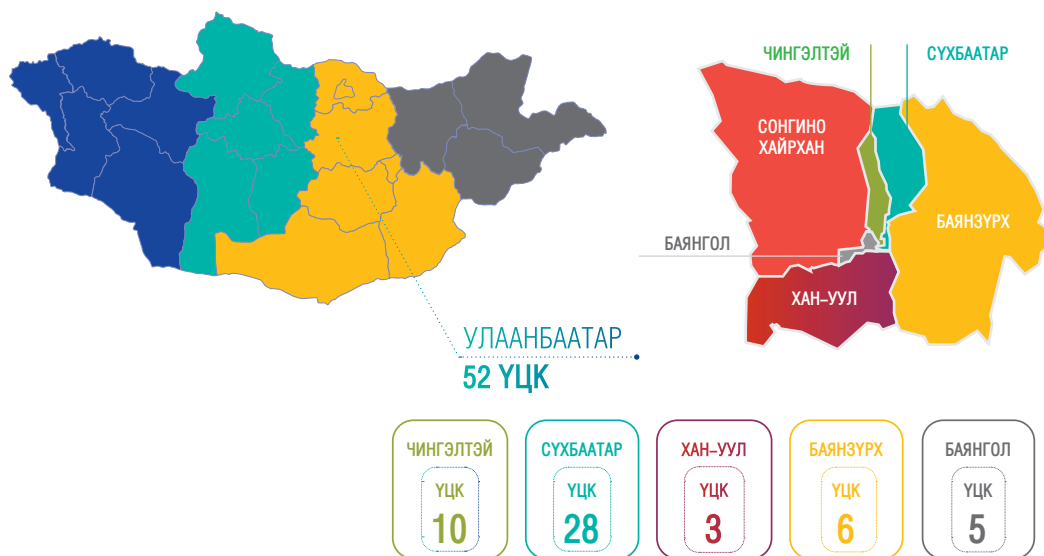 ЧИНГЭЛТЭЙ
СҮХБААТАР
СОНГИНО
ХАЙРХАН
БАЯНЗҮРХ
БАЯНГОЛ
ХАН–УУЛ
УЛААНБААТАР
52 ҮЦК
ЧИНГЭЛТЭЙ
ҮЦК
10
СҮХБААТАР
ҮЦК
28
ХАН–УУЛ
ҮЦК
3
БАЯНЗҮРХ
ҮЦК
6
БАЯНГОЛ
ҮЦК
5